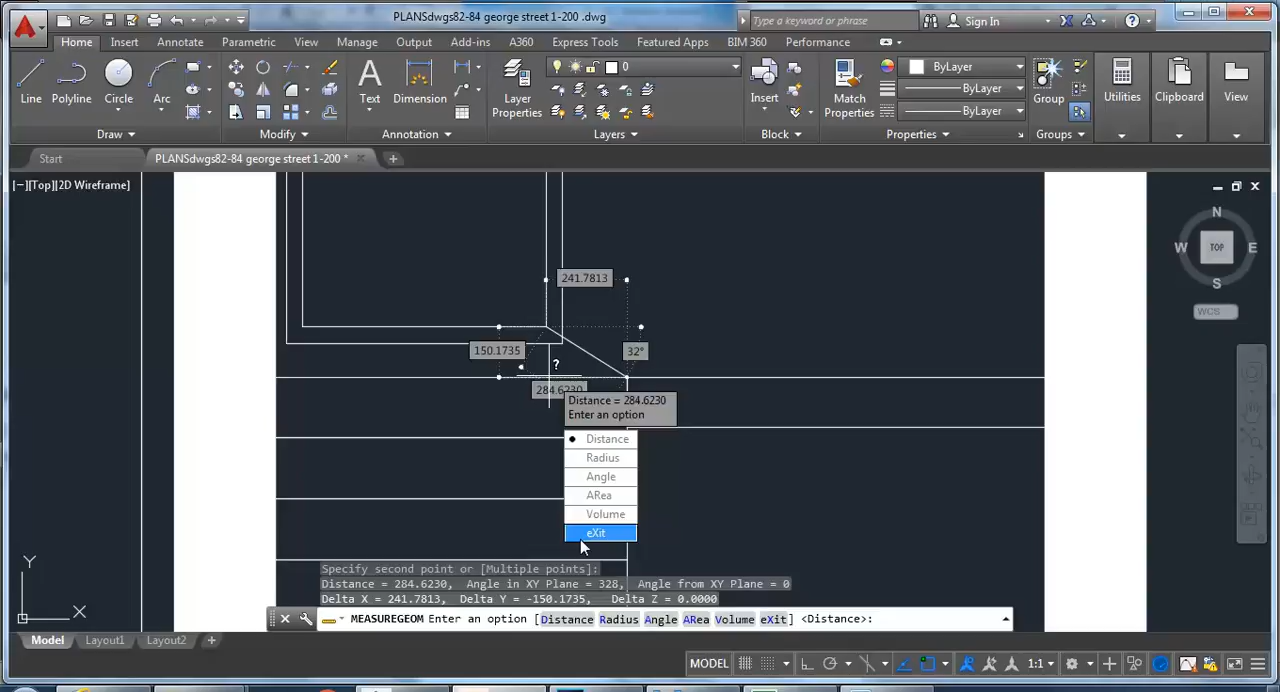 PLANSdwgs82-84 george street 1-200 .dwg
Type a keyword or phrase
Sign In
Home Insert Annotate Parametric View Manage Output Add-ins A360 Express Tools Featured Apps BIM 360 Performance
Line Polyline Circle Arc
Text Dimension
Layer Properties
0
Insert
Match Properties
ByLayer
ByLayer
ByLayer
Group
Utilities
Clipboard
View
Draw Modify Annotation Layers Block Properties Groups
Start PLANSdwgs82-84 george street 1-200 *
[−][Top][2D Wireframe]
N
W TOP E
S
WCS
241.7813
150.1735
32°
?
284.6230
Distance = 284.6230
Enter an option
Distance
Radius
Angle
ARea
Volume
eXit
Y
X
Specify second point or [Multiple points]:
Distance = 284.6230, Angle in XY Plane = 328, Angle from XY Plane = 0
Delta X = 241.7813, Delta Y = -150.1735, Delta Z = 0.0000
MEASUREGEOM Enter an option [Distance Radius Angle ARea Volume eXit] <Distance>:
Model Layout1 Layout2 +
MODEL
1:1